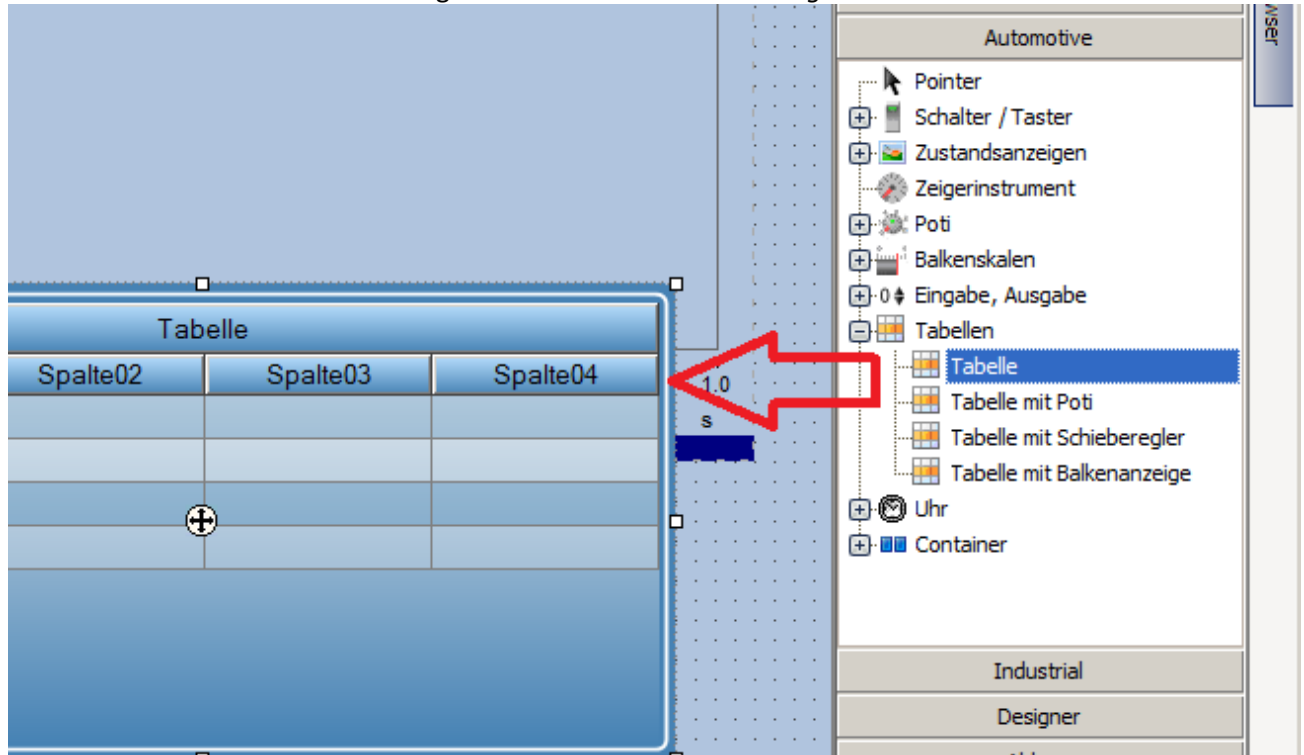 Tabelle
Spalte02 Spalte03 Spalte04
1.0
s
Automotive
Pointer
Schalter / Taster
Zustandsanzeigen
Zeigerinstrument
Poti
Balkenskalen
Eingabe, Ausgabe
Tabellen
Tabelle
Tabelle mit Poti
Tabelle mit Schieberegler
Tabelle mit Balkenanzeige
Uhr
Container
Industrial
Designer